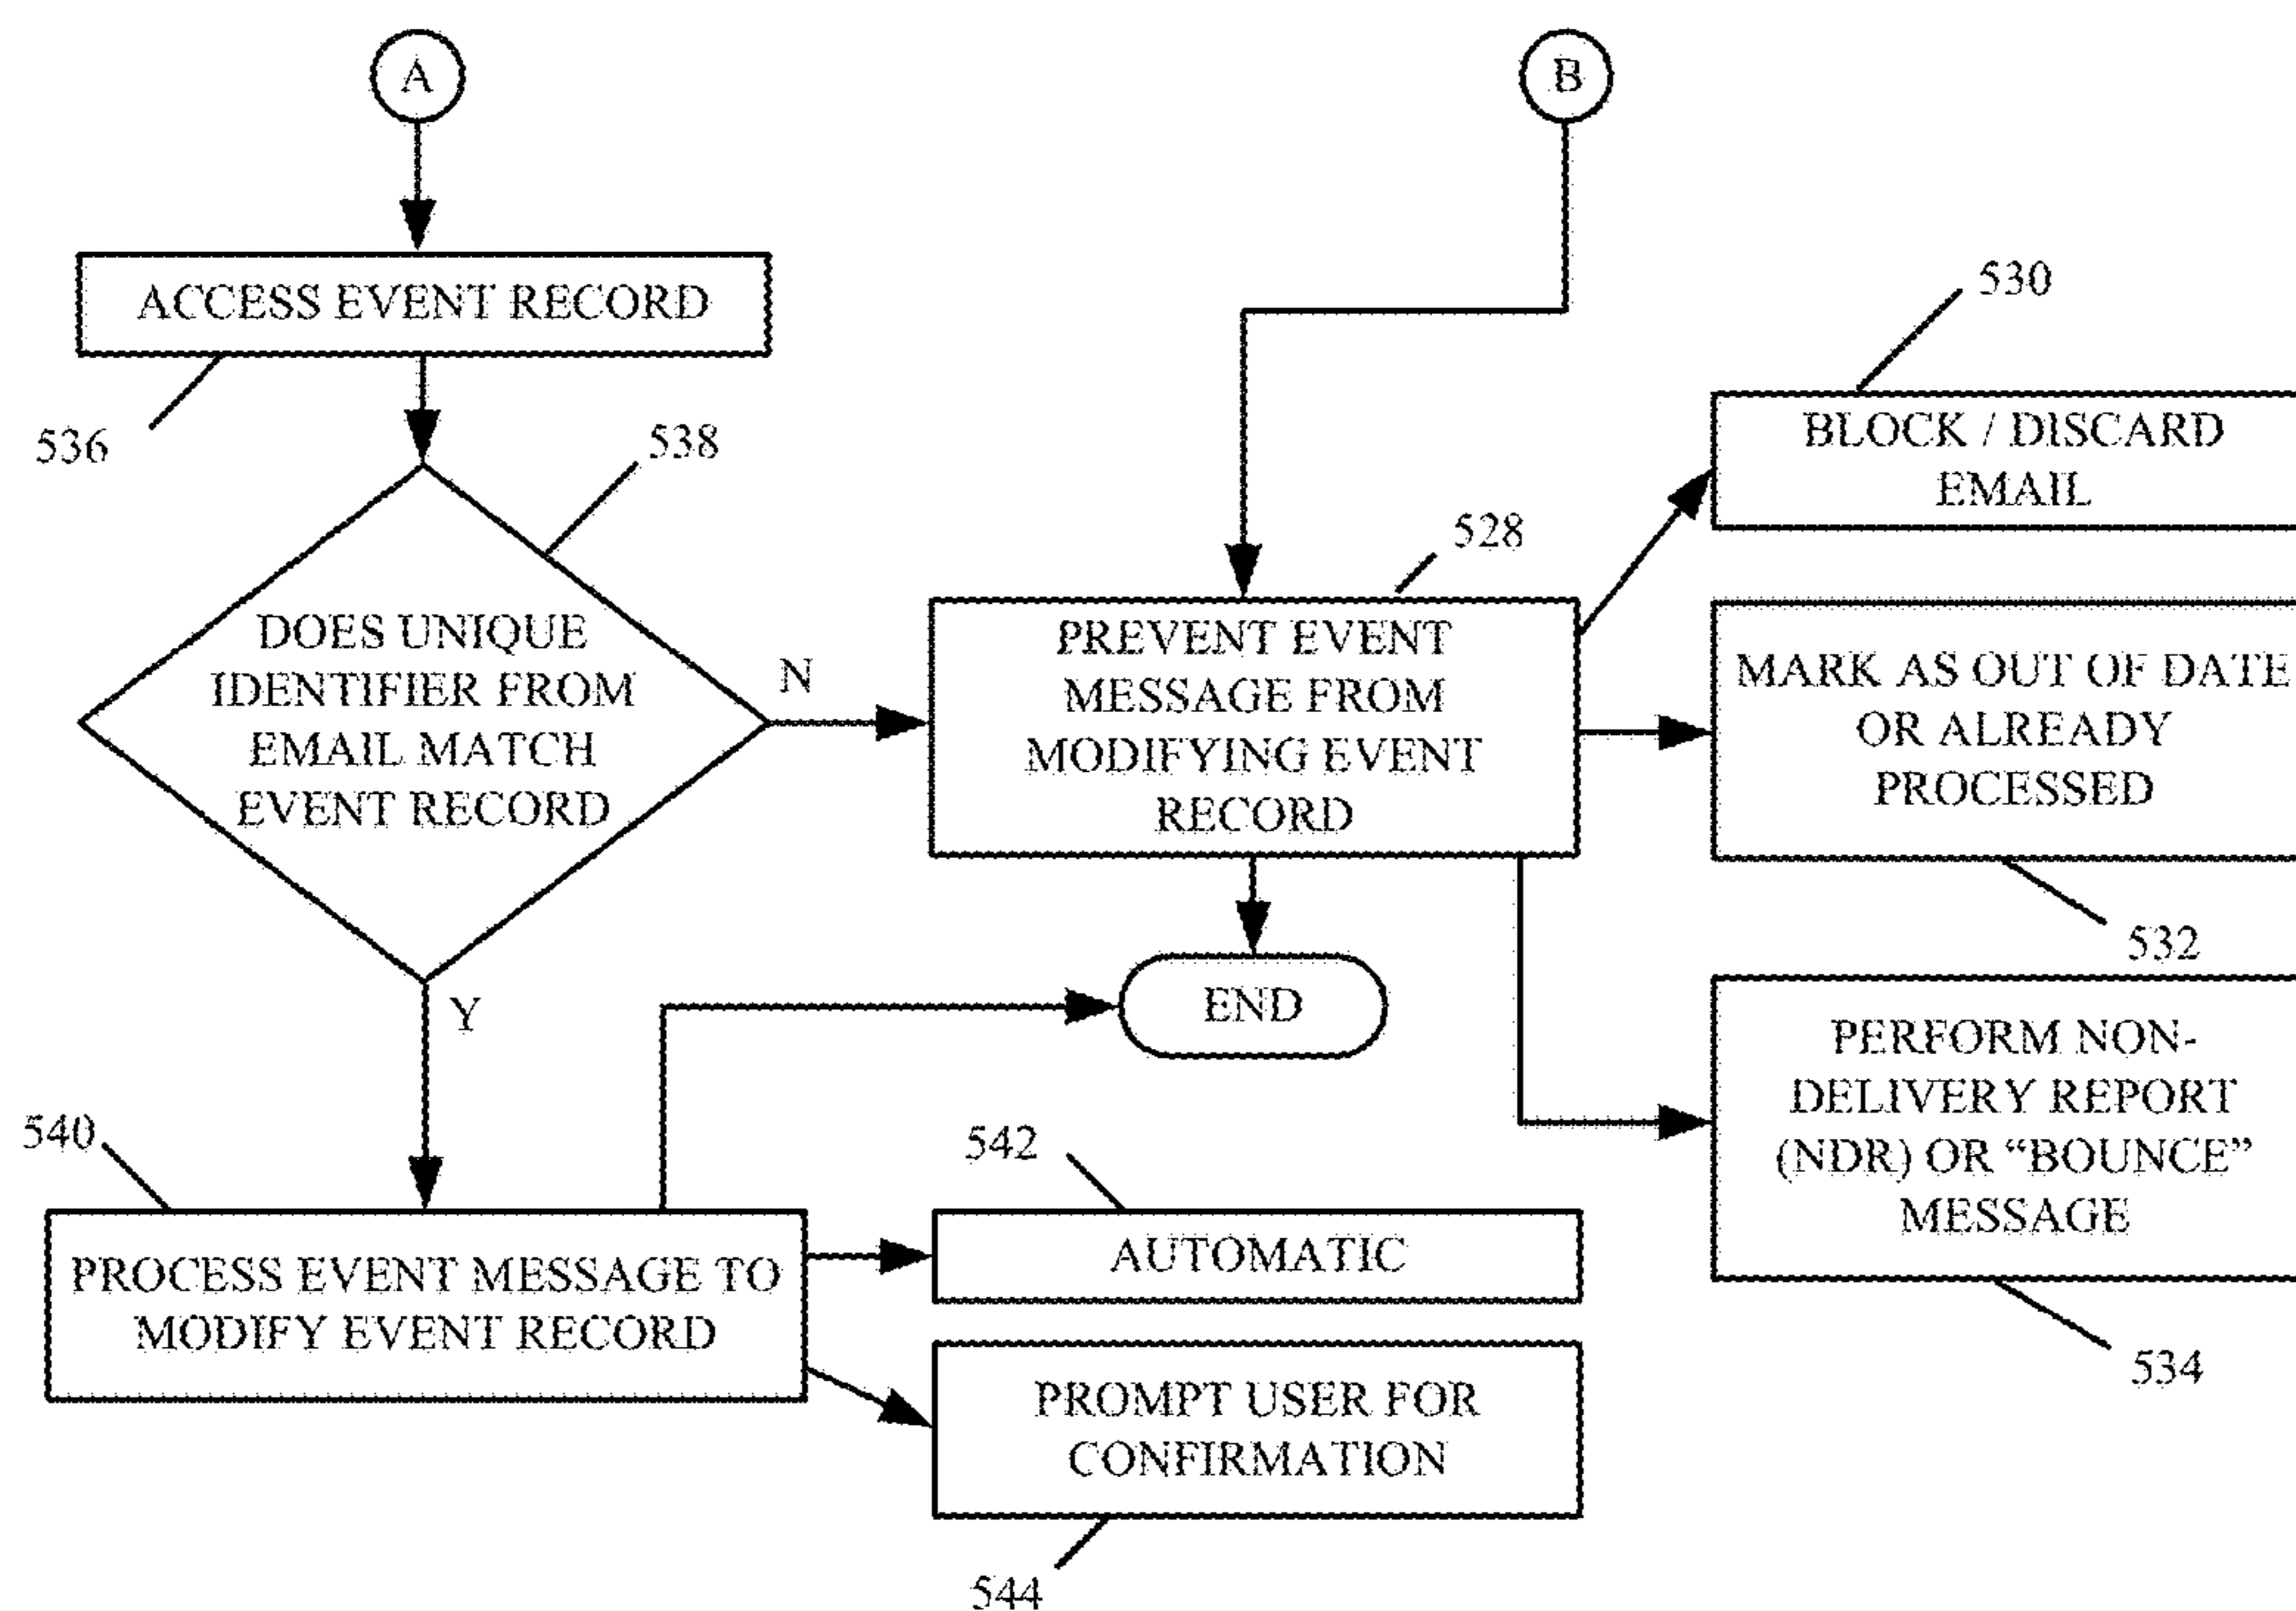 A
B
ACCESS EVENT RECORD
536
538
DOES UNIQUE
IDENTIFIER FROM
EMAIL MATCH
EVENT RECORD
N
Y
528
PREVENT EVENT
MESSAGE FROM
MODIFYING EVENT
RECORD
530
BLOCK / DISCARD
EMAIL
MARK AS OUT OF DATE
OR ALREADY
PROCESSED
532
END
PERFORM NON-
DELIVERY REPORT
(NDR) OR “BOUNCE”
MESSAGE
534
540
PROCESS EVENT MESSAGE TO
MODIFY EVENT RECORD
542
AUTOMATIC
PROMPT USER FOR
CONFIRMATION
544